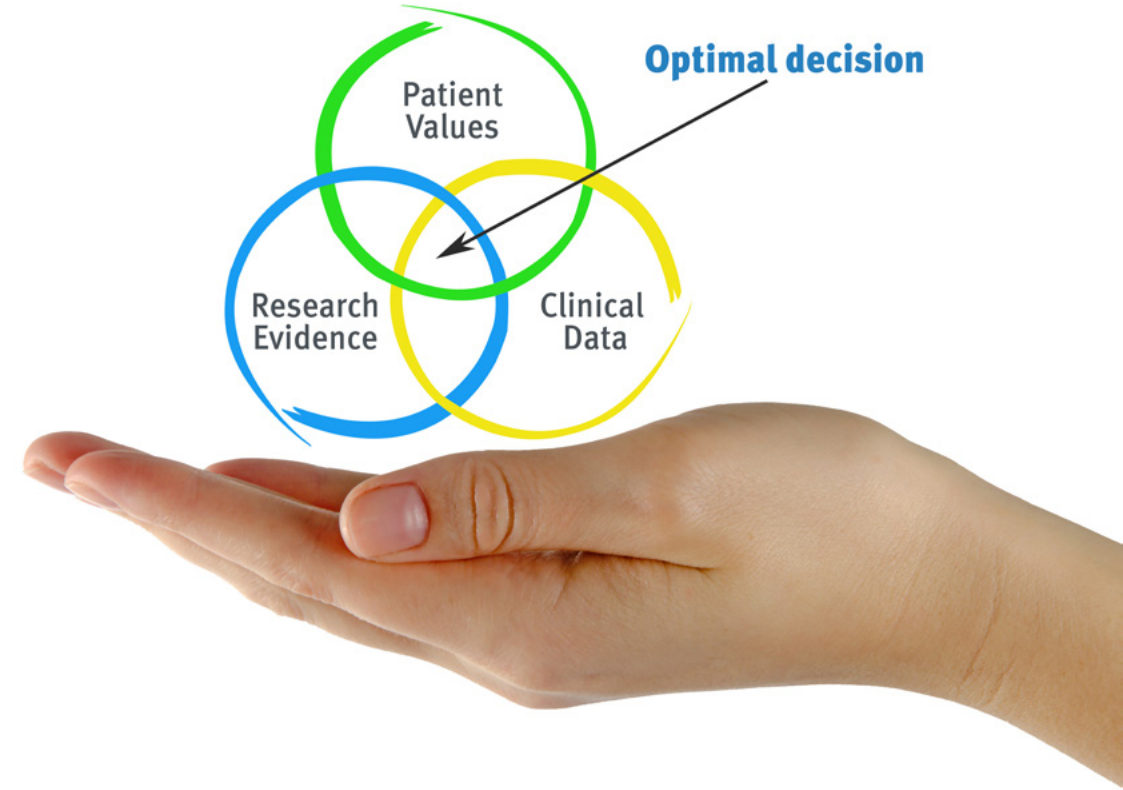 Optimal decision
Patient
Values
Research
Evidence
Clinical
Data